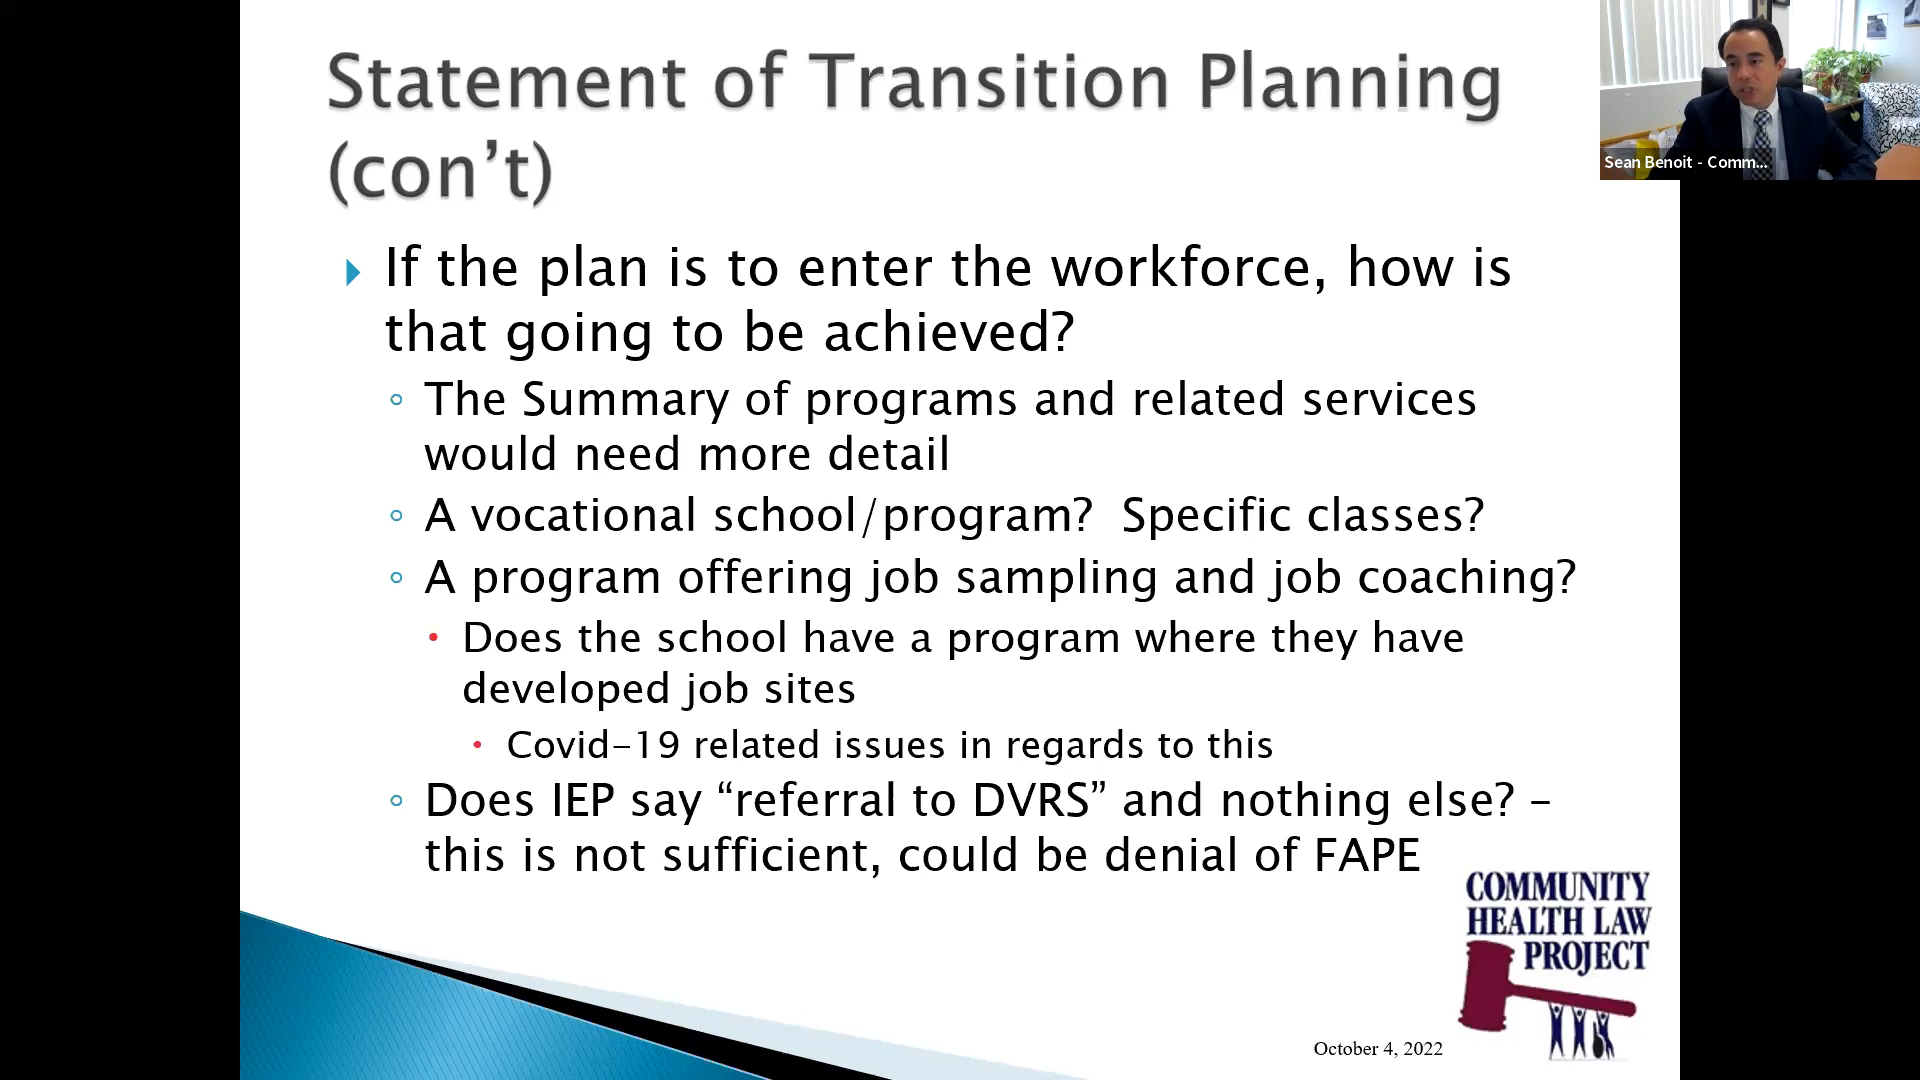 Statement of Transition Planning
(con’t)
If the plan is to enter the workforce, how is
that going to be achieved?
The Summary of programs and related services
would need more detail
A vocational school/program?  Specific classes?
A program offering job sampling and job coaching?
Does the school have a program where they have
developed job sites
Covid-19 related issues in regards to this
Does IEP say “referral to DVRS” and nothing else? –
this is not sufficient, could be denial of FAPE
COMMUNITY
HEALTH LAW
PROJECT
October 4, 2022
Sean Benoit - Comm...